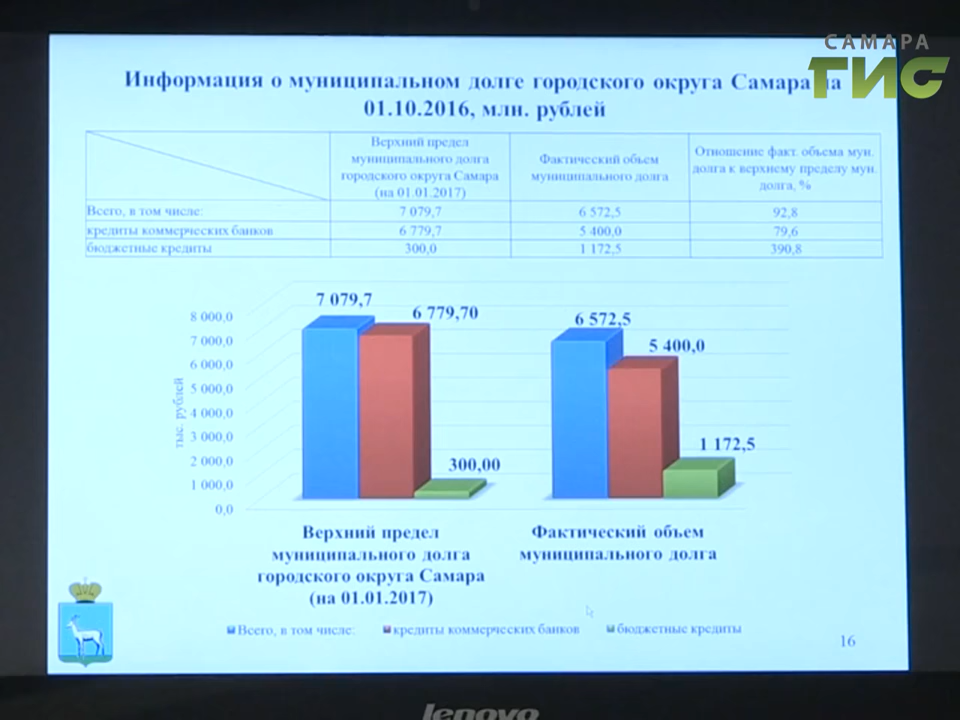 САМАРА
ГИС
Информация о муниципальном долге городского округа Самара на
01.10.2016, млн. рублей
Верхний предел
муниципального долга
городского округа Самара
(на 01.01.2017)
Фактический объем
муниципального долга
Отношение факт. объема мун.
долга к верхнему пределу мун.
долга, %
Всего, в том числе: 7 079,7 6 572,5 92,8
кредиты коммерческих банков 6 779,7 5 400,0 79,6
бюджетные кредиты 300,0 1 172,5 390,8
тыс. рублей
8 000,0
7 000,0
6 000,0
5 000,0
4 000,0
3 000,0
2 000,0
1 000,0
0,0
7 079,7
6 779,70
300,00
6 572,5
5 400,0
1 172,5
Верхний предел
муниципального долга
городского округа Самара
(на 01.01.2017)
Фактический объем
муниципального долга
Всего, в том числе: кредиты коммерческих банков бюджетные кредиты
16
lenovo